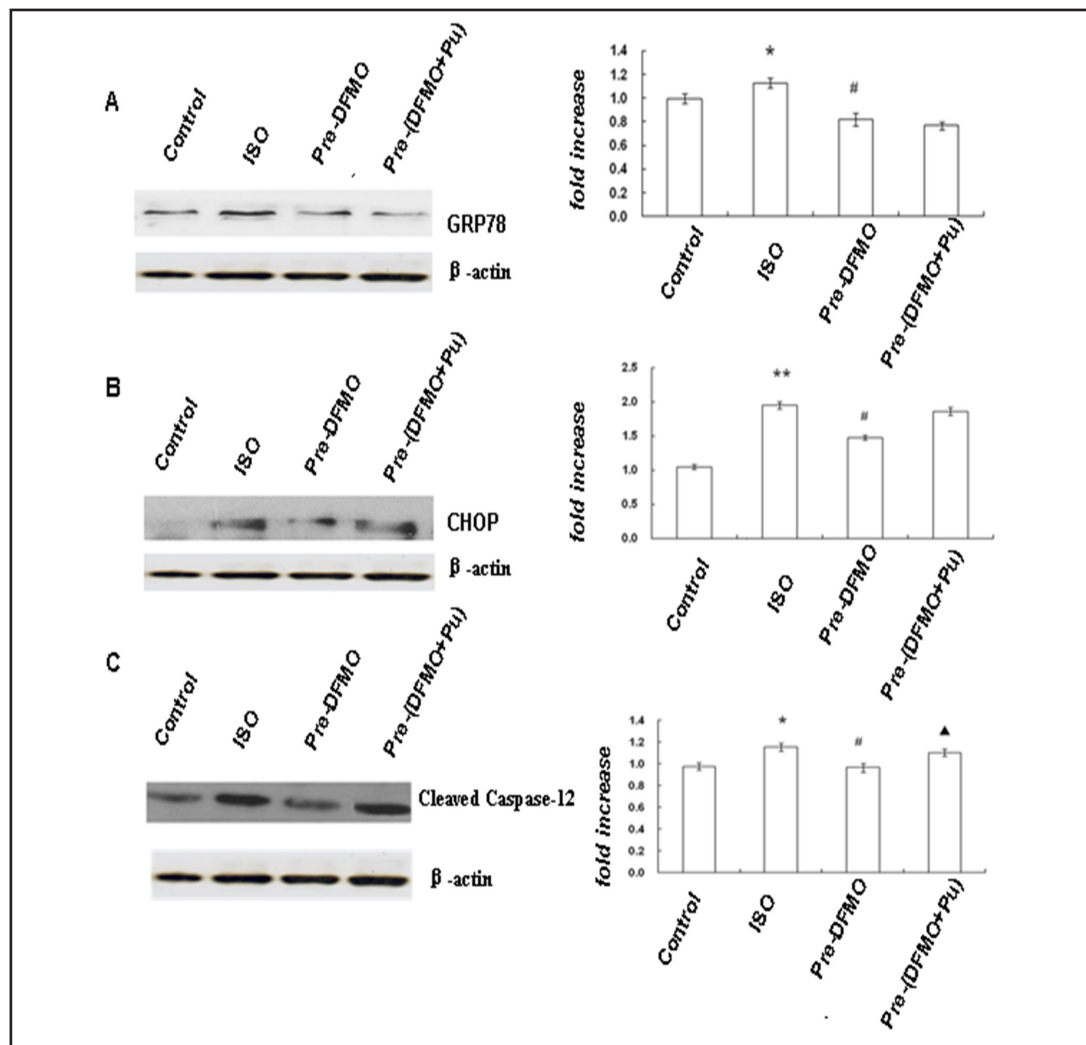 A
Control
ISO
Pre-DFMO
Pre-(DFMO+Pu)
GRP78
β-actin
fold increase
1.4
1.2
1.0
0.8
0.6
0.4
0.2
0.0
*
#
Control
ISO
Pre-DFMO
Pre-(DFMO+Pu)
B
Control
ISO
Pre-DFMO
Pre-(DFMO+Pu)
CHOP
β-actin
fold increase
2.5
2.0
1.5
1.0
0.5
0.0
**
#
Control
ISO
Pre-DFMO
Pre-(DFMO+Pu)
C
Control
ISO
Pre-DFMO
Pre-(DFMO+Pu)
Cleaved Caspase-12
β-actin
fold increase
1.4
1.2
1.0
0.8
0.6
0.4
0.2
0.0
*
#
▲
Control
ISO
Pre-DFMO
Pre-(DFMO+Pu)